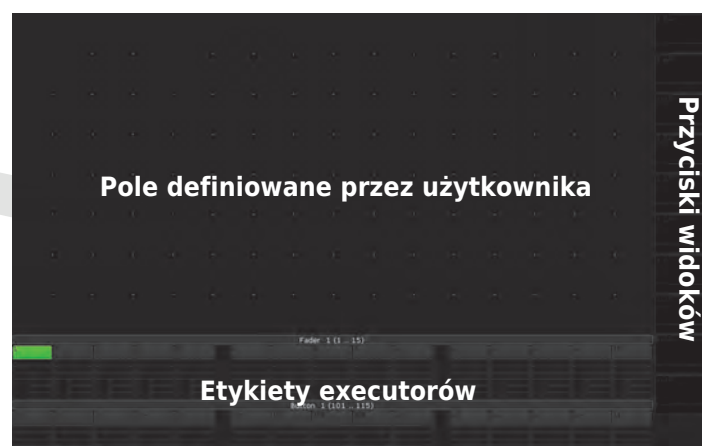 Pole definiowane przez użytkownika
Przyciski widoków
Fader 1 (1 .. 15)
Etykiety executorów
Button 1 (101 .. 115)